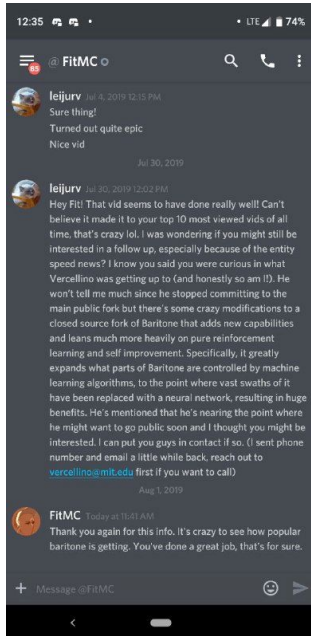 12:35
LTE 74%
85
@ FitMC
leijurv Jul 4, 2019 12:15 PM
Sure thing!
Turned out quite epic
Nice vid
Jul 30, 2019
leijurv Jul 30, 2019 12:02 PM
Hey Fit! That vid seems to have done really well! Can't
believe it made it to your top 10 most viewed vids of all
time, that's crazy lol. I was wondering if you might still be
interested in a follow up, especially because of the entity
speed news? I know you said you were curious in what
Vercellino was getting up to (and honestly so am I!). He
won't tell me much since he stopped committing to the
main public fork but there's some crazy modifications to a
closed source fork of Baritone that adds new capabilities
and leans much more heavily on pure reinforcement
learning and self improvement. Specifically, it greatly
expands what parts of Baritone are controlled by machine
learning algorithms, to the point where vast swaths of it
have been replaced with a neural network, resulting in huge
benefits. He's mentioned that he's nearing the point where
he might want to go public soon and I thought you might be
interested. I can put you guys in contact if so. (I sent phone
number and email a little while back, reach out to
vercellino@mit.edu first if you want to call)
Aug 1, 2019
FitMC Today at 11:41 AM
Thank you again for this info. It's crazy to see how popular
baritone is getting. You've done a great job, that's for sure.
Message @FitMC